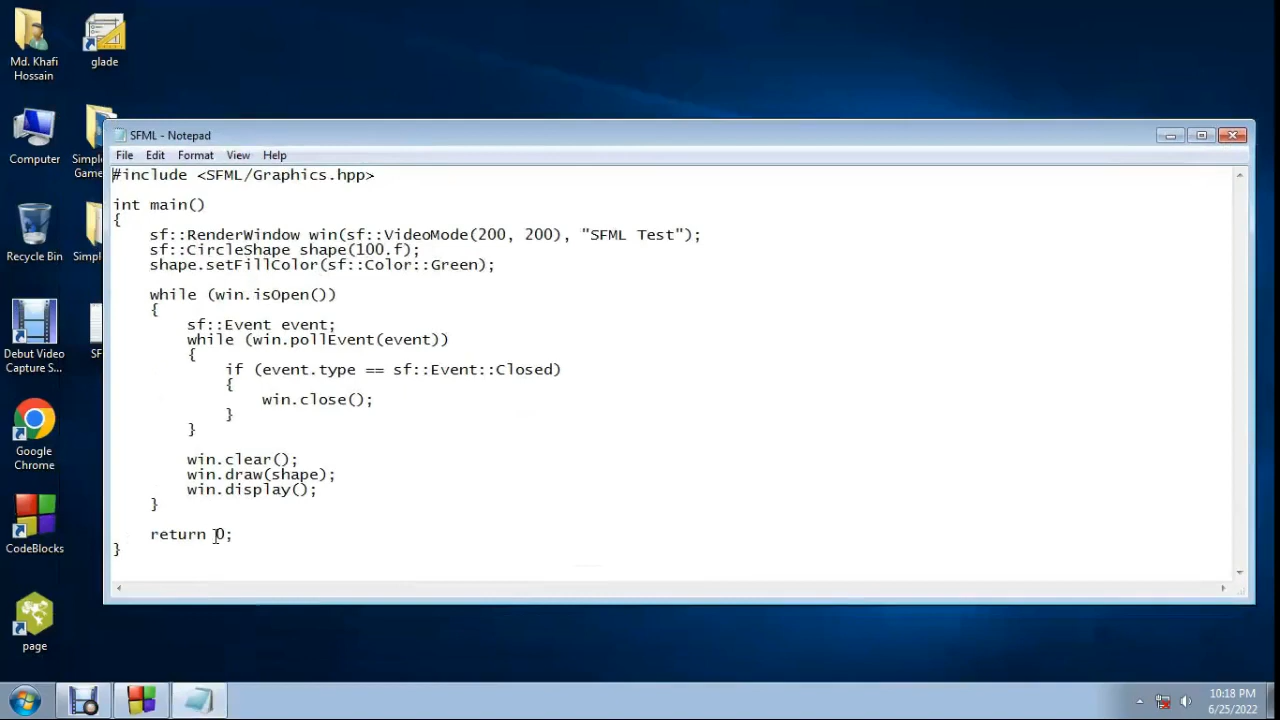 Md. Khafi
Hossain
glade
Computer
Simple
Game
Recycle Bin
Simpl
Debut Video
Capture S...
SF
Google
Chrome
CodeBlocks
page
SFML - Notepad
File Edit Format View Help
#include <SFML/Graphics.hpp>
int main()
{
    sf::RenderWindow win(sf::VideoMode(200, 200), "SFML Test");
    sf::CircleShape shape(100.f);
    shape.setFillColor(sf::Color::Green);
    while (win.isOpen())
    {
        sf::Event event;
        while (win.pollEvent(event))
        {
            if (event.type == sf::Event::Closed)
            {
                win.close();
            }
        }
        win.clear();
        win.draw(shape);
        win.display();
    }
    return 0;
}
10:18 PM
6/25/2022